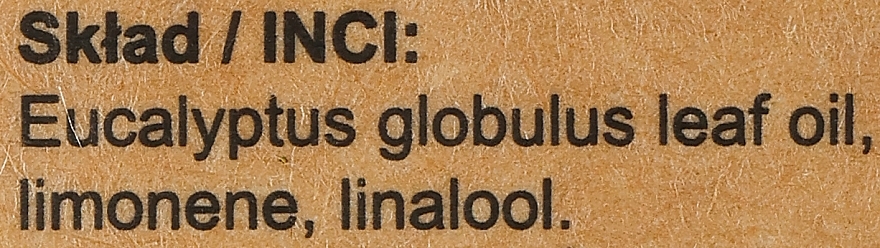 Skład / INCI:
Eucalyptus globulus leaf oil,
limonene, linalool.